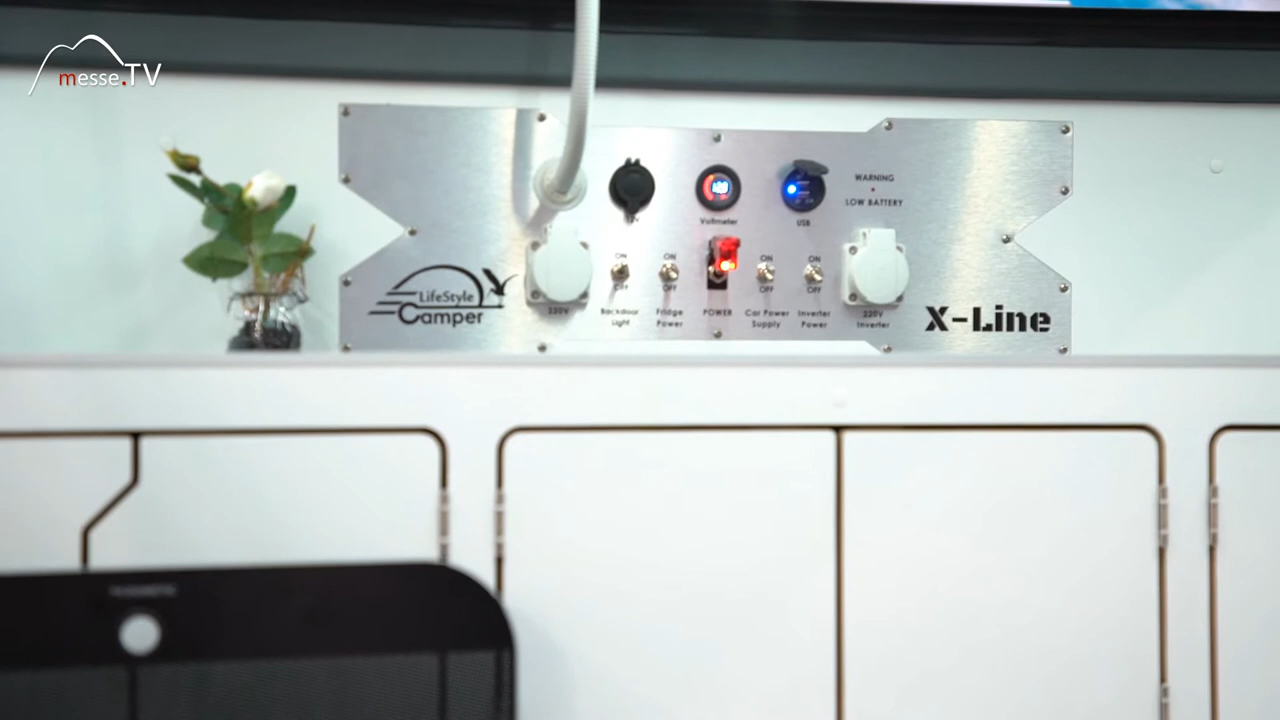 messe.TV
Voltmeter
USB
WARNING
LOW BATTERY
ON
ON
ON
ON
OFF
OFF
OFF
OFF
LifeStyle
Camper
220V
Backdoor
Light
Fridge
Power
POWER
Car Power
Supply
Inverter
Power
220V
Inverter
X-Line